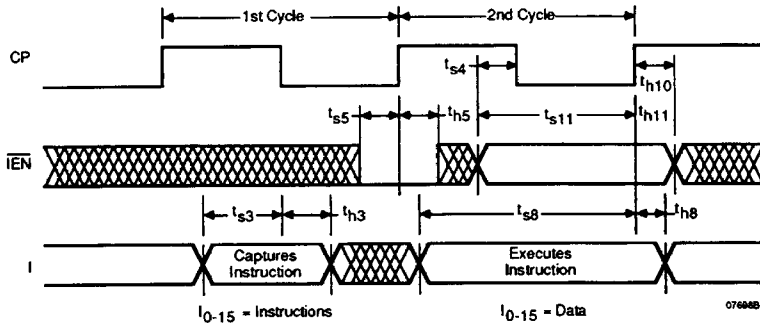 1st Cycle
2nd Cycle
CP
ts4
th10
ts5
th5
ts11
th11
IEN
ts3
th3
ts8
th8
I
Captures
Instruction
Executes
Instruction
I0-15 = Instructions
I0-15 = Data
07698B